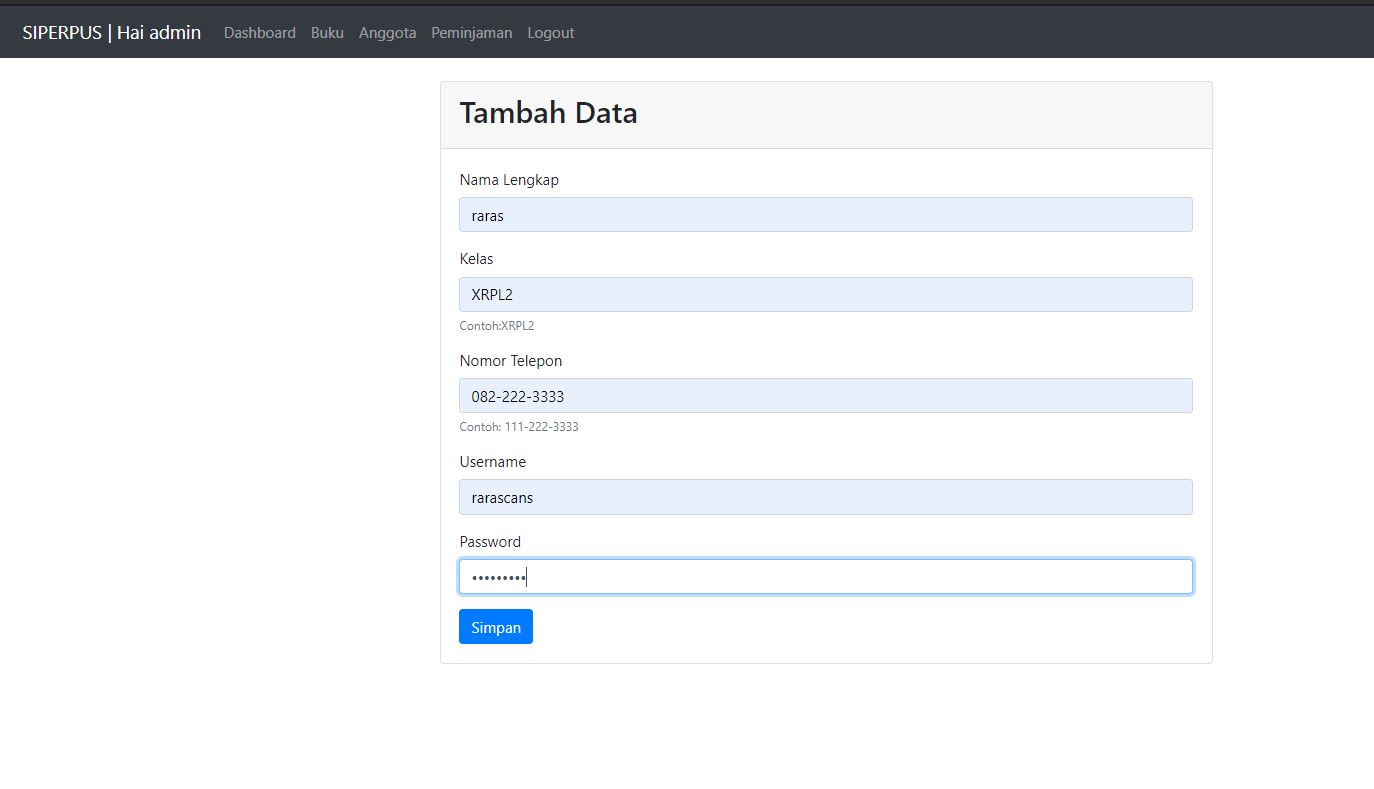 SIPERPUS | Hai admin Dashboard Buku Anggota Peminjaman Logout
Tambah Data
Nama Lengkap
raras
Kelas
XRPL2
Contoh:XRPL2
Nomor Telepon
082-222-3333
Contoh: 111-222-3333
Username
rarascans
Password
•••••••••
Simpan